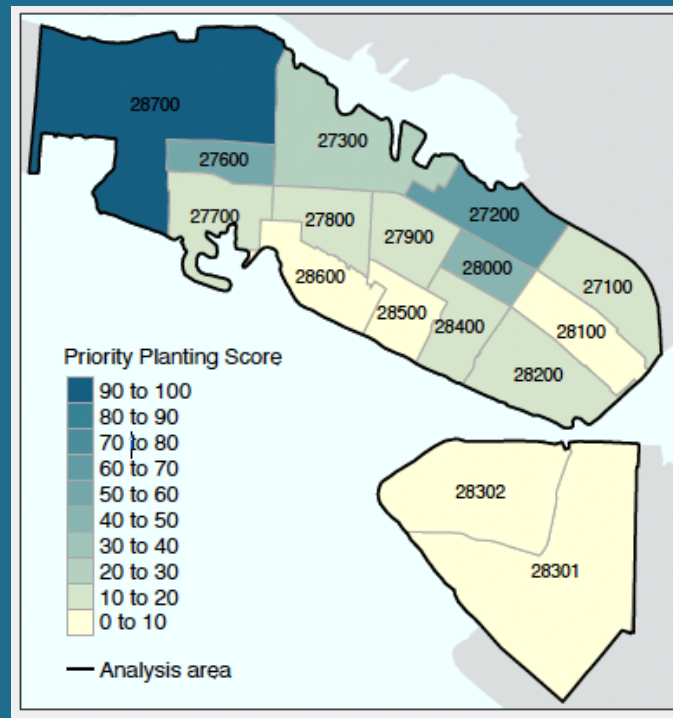 28700
27300
27600
27200
27700
27800
27900
28000
27100
28600
28500
28400
28100
28200
Priority Planting Score
90 to 100
80 to 90
70 to 80
60 to 70
50 to 60
40 to 50
30 to 40
20 to 30
10 to 20
0 to 10
Analysis area
28302
28301